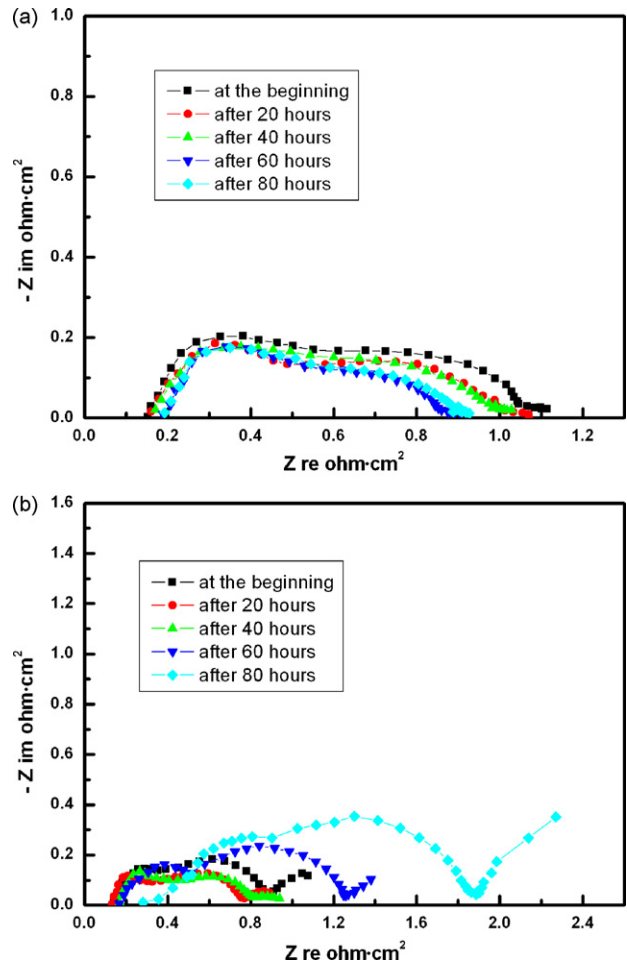 (a)
1.0
0.8
0.6
0.4
0.2
0.0
- Z im ohm·cm²
at the beginning
after 20 hours
after 40 hours
after 60 hours
after 80 hours
0.0 0.2 0.4 0.6 0.8 1.0 1.2
Z re ohm·cm²
(b)
1.6
1.4
1.2
1.0
0.8
0.6
0.4
0.2
0.0
- Z im ohm·cm²
at the beginning
after 20 hours
after 40 hours
after 60 hours
after 80 hours
0.0 0.4 0.8 1.2 1.6 2.0 2.4
Z re ohm·cm²